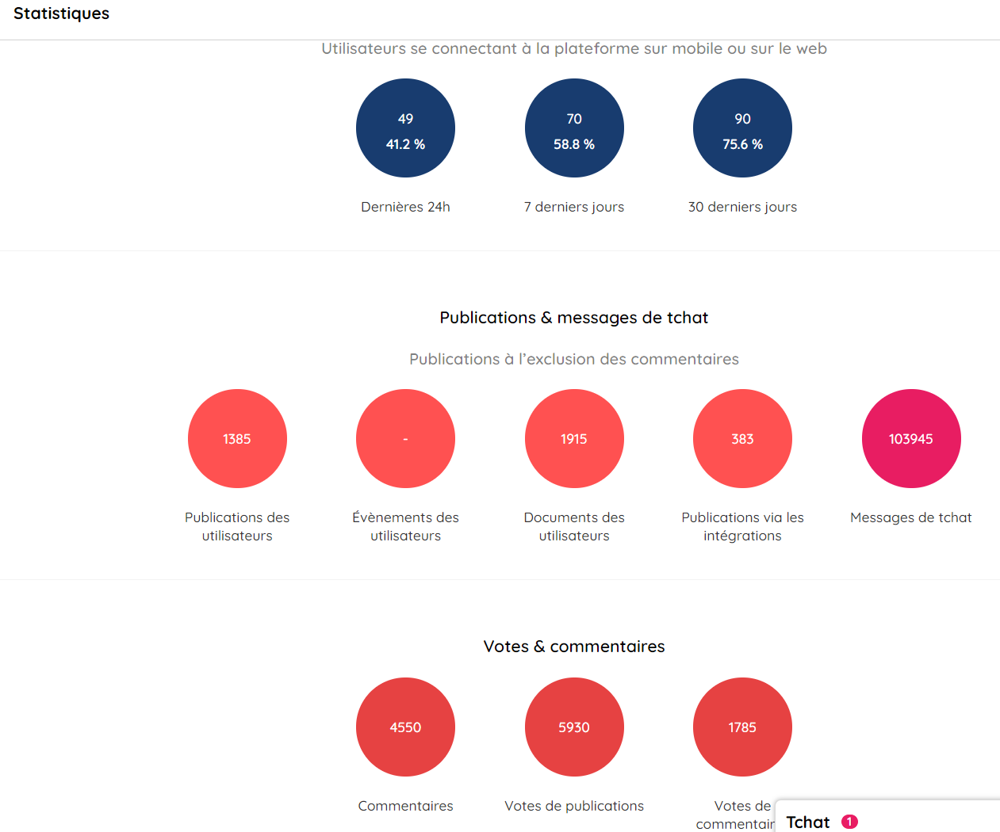 Statistiques
Utilisateurs se connectant à la plateforme sur mobile ou sur le web
49 70 90
41.2 % 58.8 % 75.6 %
Dernières 24h 7 derniers jours 30 derniers jours
Publications & messages de tchat
Publications à l’exclusion des commentaires
1385 - 1915 383 103945
Publications des Évènements des Documents des Publications via les Messages de tchat
utilisateurs utilisateurs utilisateurs intégrations
Votes & commentaires
4550 5930 1785
Commentaires Votes de publications Votes de
commentair
Tchat 1